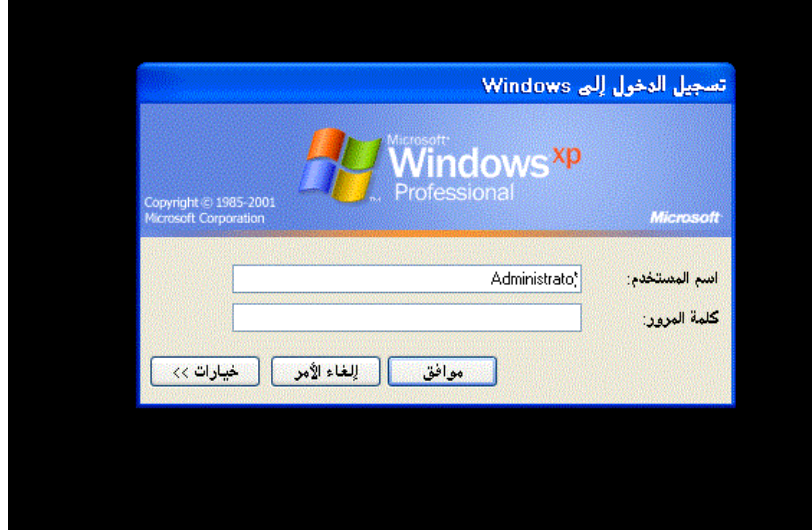 تسجيل الدخول إلى Windows
Microsoft
Windows xp
Professional
Copyright © 1985-2001
Microsoft Corporation
Microsoft
اسم المستخدم:
كلمة المرور:
موافق
إلغاء الأمر
خيارات >>